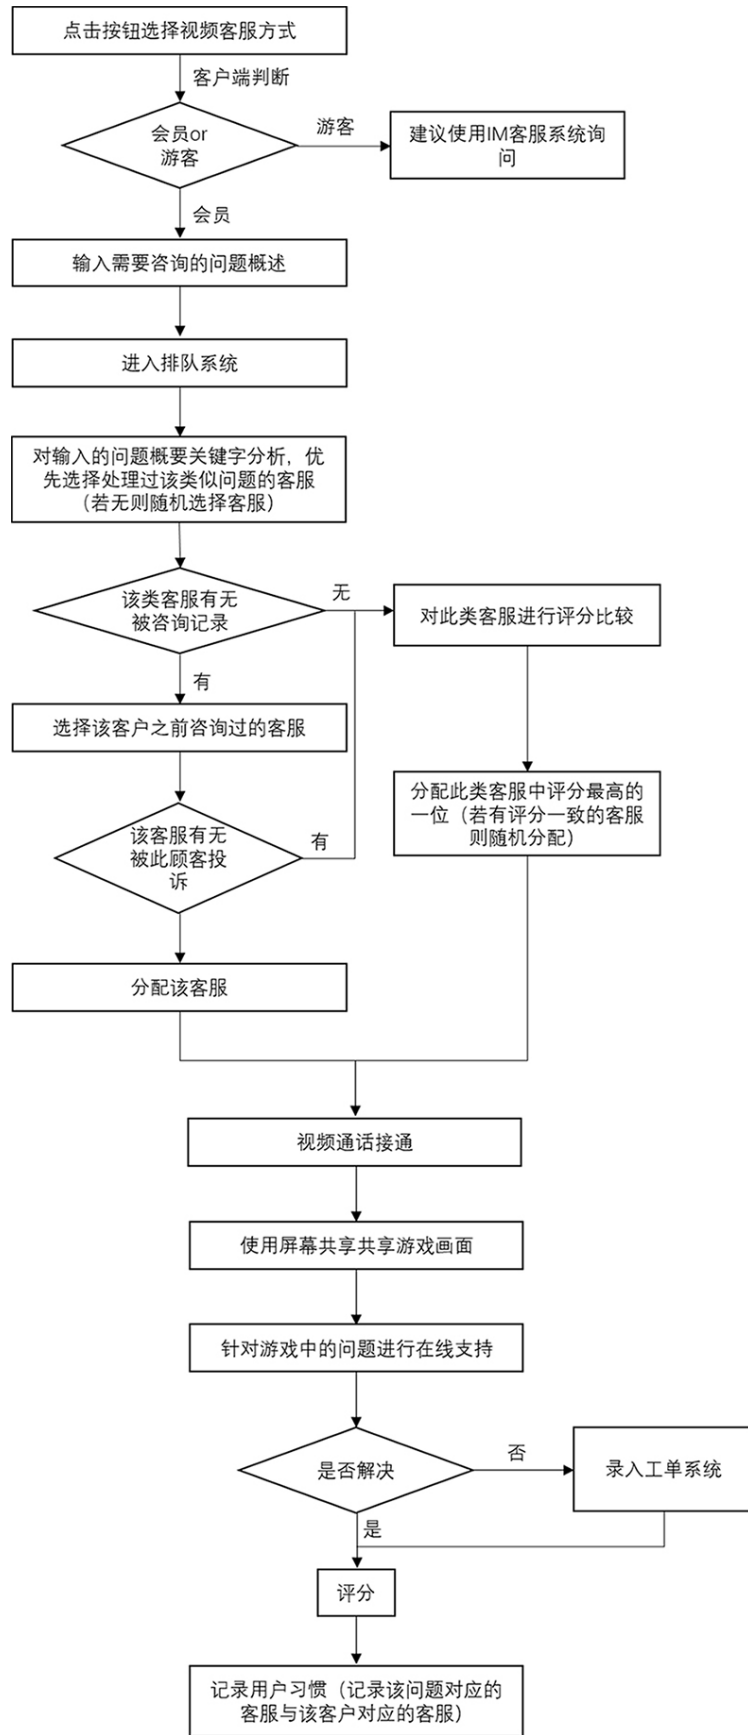 点击按钮选择视频客服方式
客户端判断
会员or
游客
游客
建议使用IM客服系统询
问
会员
输入需要咨询的问题概述
进入排队系统
对输入的问题概要关键字分析，优
先选择处理过该类似问题的客服
（若无则随机选择客服）
该类客服有无
被咨询记录
无
对此类客服进行评分比较
有
选择该客户之前咨询过的客服
分配此类客服中评分最高的
一位（若有评分一致的客服
则随机分配）
该客服有无
被此顾客投
诉
有
分配该客服
视频通话接通
使用屏幕共享共享游戏画面
针对游戏中的问题进行在线支持
是否解决
否
录入工单系统
是
评分
记录用户习惯（记录该问题对应的
客服与该客户对应的客服）